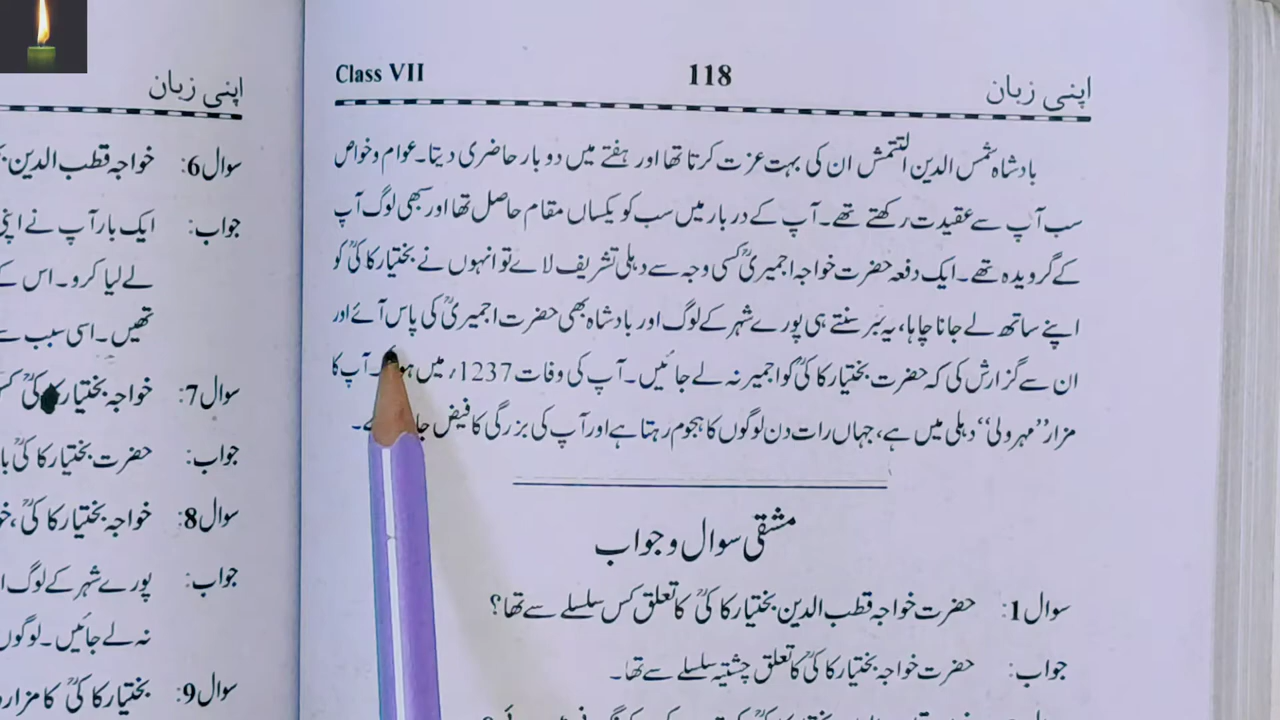 Class VII 118 اپنی زبان
بادشاہ شمس الدین التتمش ان کی بہت عزت کرتا تھا اور ہفتے میں دو بار حاضری دیتا۔ عوام و خواص
سب آپ سے عقیدت رکھتے تھے۔ آپ کے دربار میں سب کو یکساں مقام حاصل تھا اور سبھی لوگ آپ
کے گرویدہ تھے۔ ایک دفعہ حضرت خواجہ اجمیریؒ کسی وجہ سے دہلی تشریف لاے تو انہوں نے بختیار کاکیؒ کو
اپنے ساتھ لے جانا چاہا، یہ خبر سنتے ہی پورے شہر کے لوگ اور بادشاہ بھی حضرت اجمیریؒ کی پاس آئے اور
ان سے گزارش کی کہ حضرت بختیار کاکیؒ کو اجمیر نہ لے جائیں۔ آپ کی وفات 1237ء میں آپ کا
مزار ’’مہرولی‘‘ دہلی میں ہے، جہاں رات دن لوگوں کا ہجوم رہتا ہے اور آپ کی بزرگی کا فیض
مشقی سوال و جواب
سوال 1: حضرت خواجہ قطب الدین بختیار کاکیؒ کا تعلق کس سلسلے سے تھا؟
جواب: حضرت خواجہ بختیار کاکیؒ کا تعلق چشتیہ سلسلے سے تھا۔
اپنی زبان
سوال 6: خواجہ قطب الدین
جواب: ایک بار آپ نے اپنی
لے لیا کرو۔ اس کے
تھیں۔ اسی سبب سے
سوال 7: خواجہ بختیار کاکیؒ
جواب: حضرت بختیار کاکیؒ
سوال 8: خواجہ بختیار کاکیؒ،
جواب: پورے شہر کے لوگ
نہ لے جائیں۔ لوگوں
سوال 9: بختیار کاکیؒ کا مزار